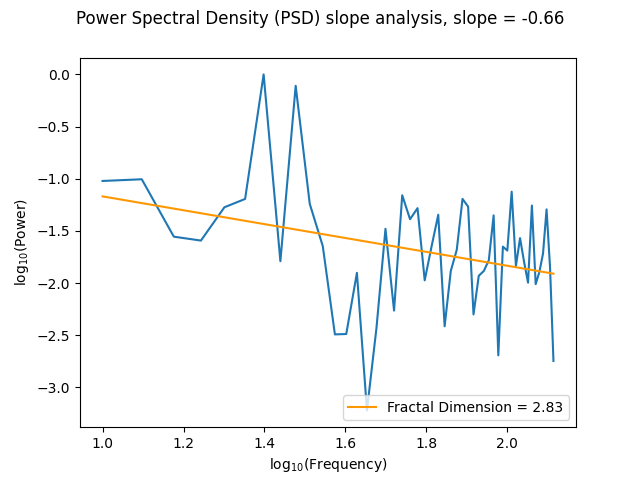 Power Spectral Density (PSD) slope analysis, slope = -0.66
0.0
−0.5
−1.0
−1.5
−2.0
−2.5
−3.0
log₁₀(Power)
Fractal Dimension = 2.83
1.0 1.2 1.4 1.6 1.8 2.0
log₁₀(Frequency)